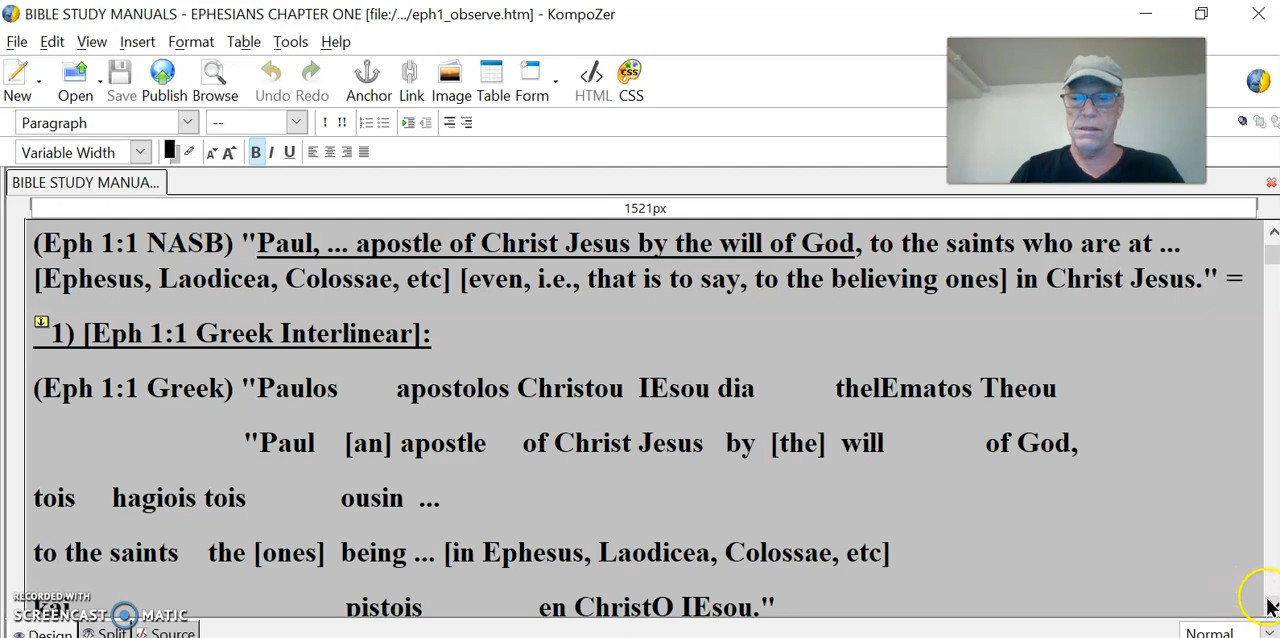 BIBLE STUDY MANUALS - EPHESIANS CHAPTER ONE [file:/.../eph1_observe.htm] - KompoZer
File Edit View Insert Format Table Tools Help
New Open Save Publish Browse Undo Redo Anchor Link Image Table Form HTML CSS
Paragraph --
Variable Width B I U
BIBLE STUDY MANUA...
1521px
(Eph 1:1 NASB) "Paul, ... apostle of Christ Jesus by the will of God, to the saints who are at ...
[Ephesus, Laodicea, Colossae, etc] [even, i.e., that is to say, to the believing ones] in Christ Jesus." =
1) [Eph 1:1 Greek Interlinear]:
(Eph 1:1 Greek) "Paulos apostolos Christou IEsou dia thelEmatos Theou
"Paul [an] apostle of Christ Jesus by [the] will of God,
tois hagiois tois ousin ...
to the saints the [ones] being ... [in Ephesus, Laodicea, Colossae, etc]
kai pistois en ChristO IEsou."
RECORDED WITH
SCREENCAST MATIC
Design Split Source Normal